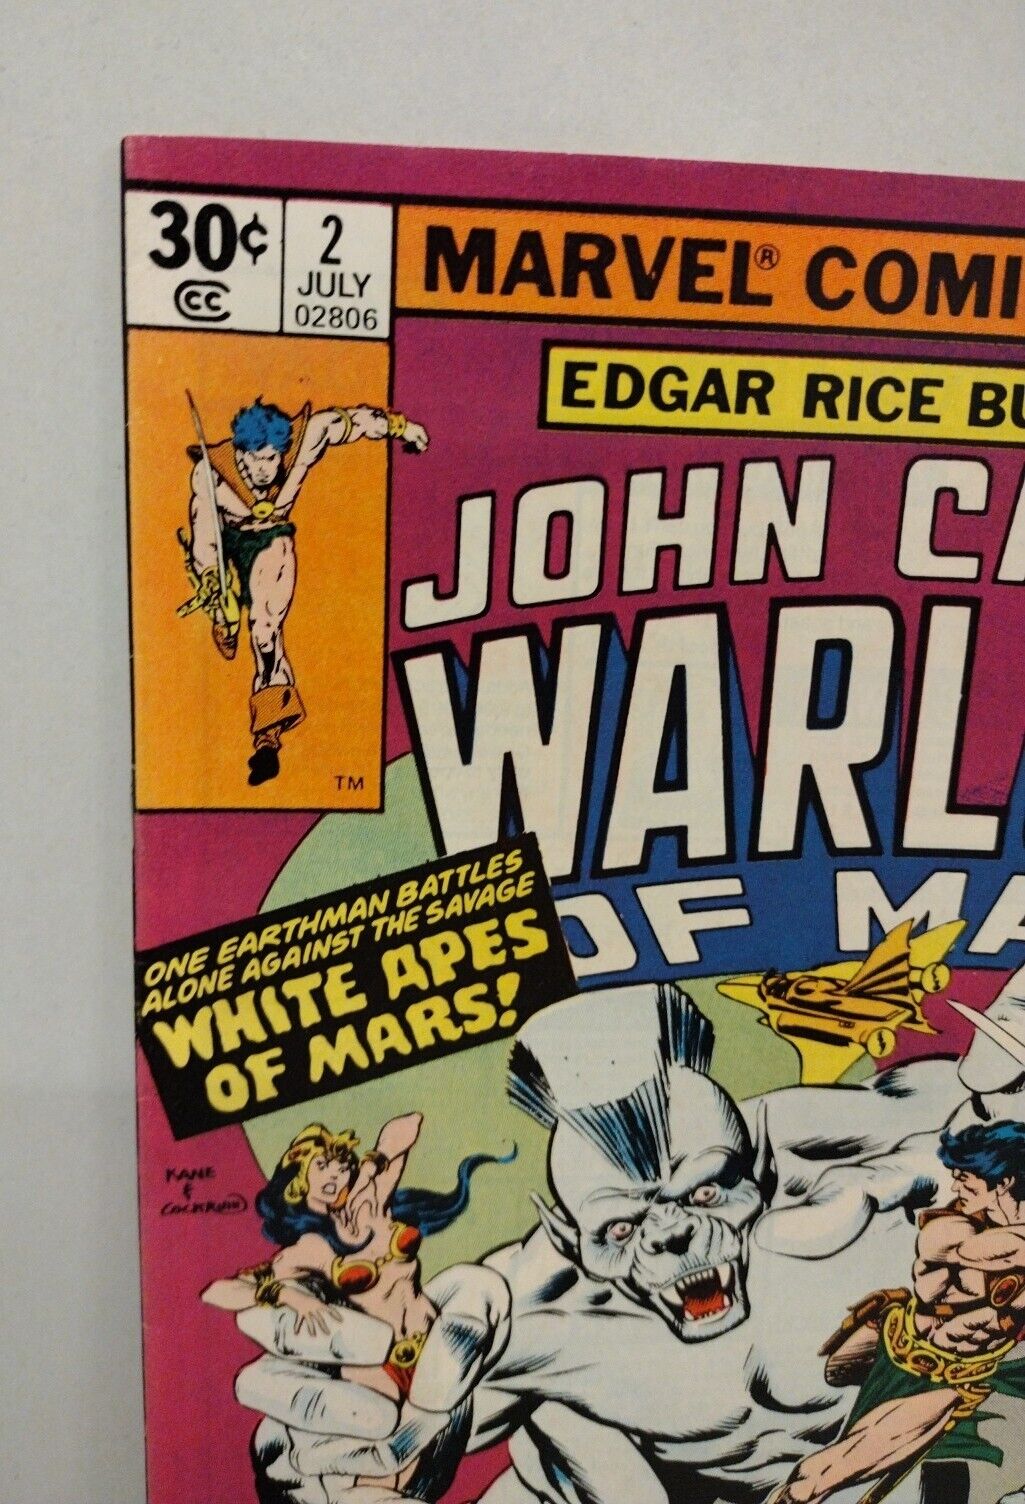 30¢
CC
2
JULY
02806
MARVEL® COMI
EDGAR RICE BU
JOHN CA
WARL
OF MA
TM
ONE EARTHMAN BATTLES
ALONE AGAINST THE SAVAGE
WHITE APES
OF MARS!
KANE
&
COCKRUM